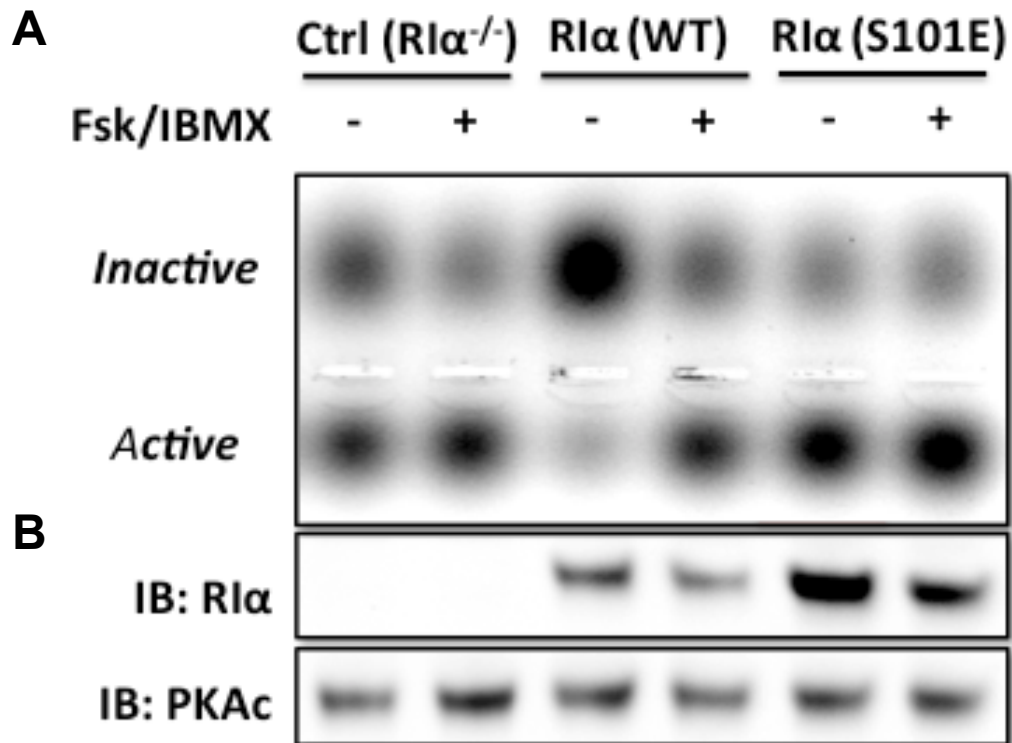 A
Ctrl (RIα-/-) RIα (WT) RIα (S101E)
Fsk/IBMX - + - + - +
Inactive
Active
B
IB: RIα
IB: PKAc